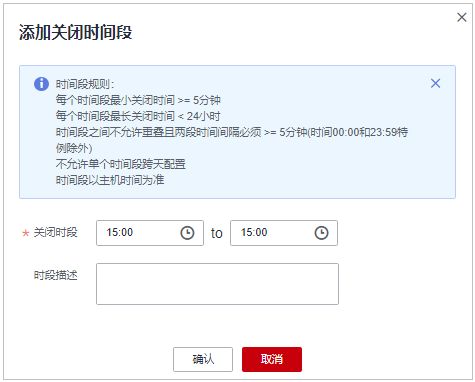 添加关闭时间段
时间段规则：
每个时间段最小关闭时间 >= 5分钟
每个时间段最长关闭时间 < 24小时
时间段之间不允许重叠且两段时间间隔必须 >= 5分钟(时间00:00和23:59特
例除外)
不允许单个时间段跨天配置
时间段以主机时间为准
* 关闭时段 15:00 to 15:00
时段描述
确认 取消